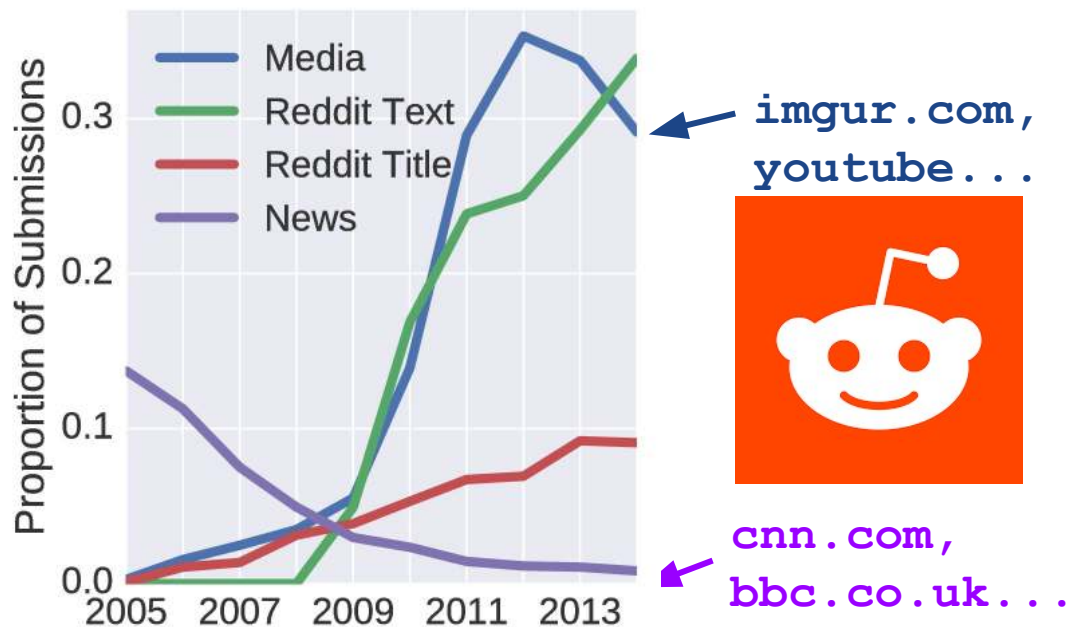 Proportion of Submissions
0.3
0.2
0.1
0.0
Media
Reddit Text
Reddit Title
News
2005 2007 2009 2011 2013
imgur.com,
youtube...
cnn.com,
bbc.co.uk...